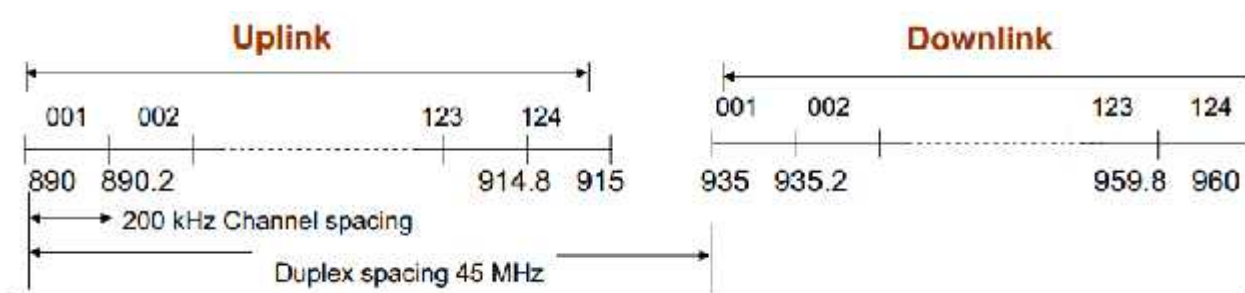 Uplink Downlink
001 002 123 124 001 002 123 124
890 890.2 914.8 915 935 935.2 959.8 960
200 kHz Channel spacing
Duplex spacing 45 MHz